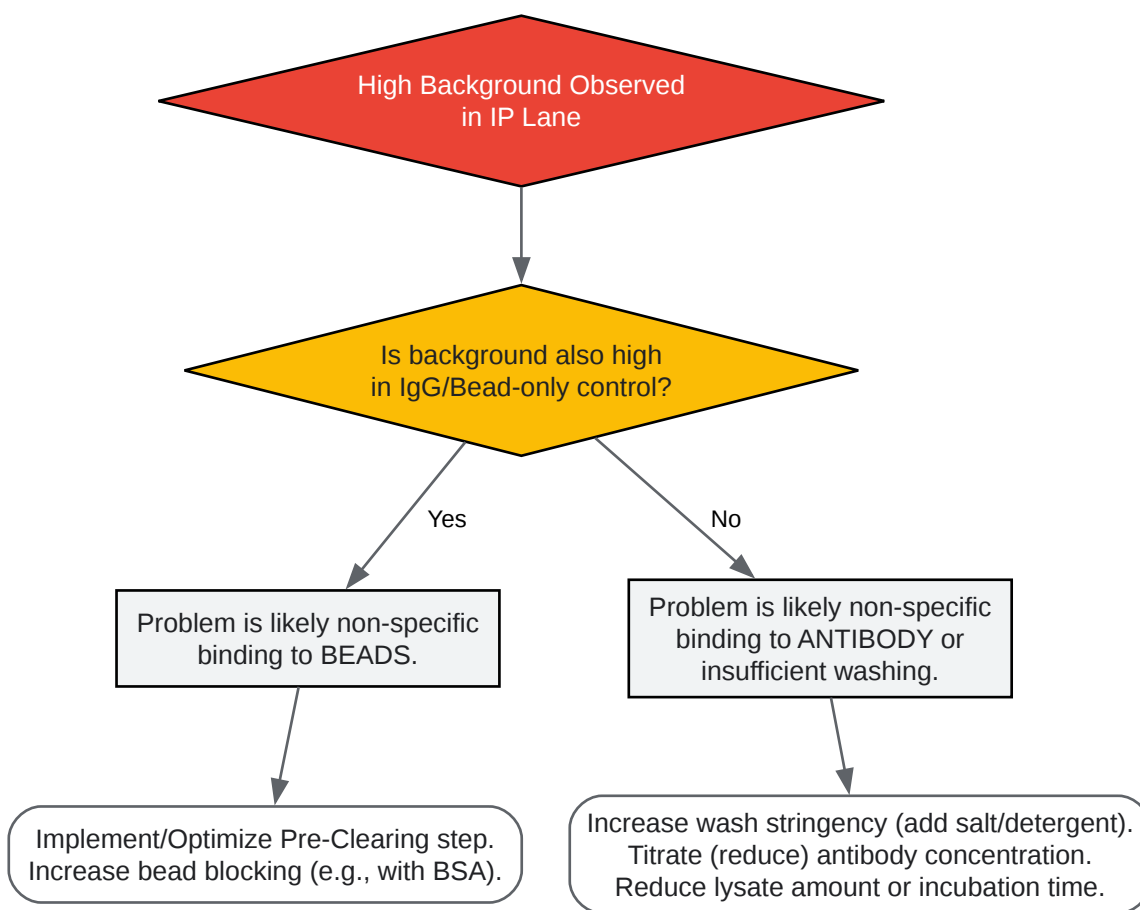 High Background Observed
in IP Lane
Is background also high
in IgG/Bead-only control?
Yes
No
Problem is likely non-specific
binding to BEADS.
Problem is likely non-specific
binding to ANTIBODY or
insufficient washing.
Implement/Optimize Pre-Clearing step.
Increase bead blocking (e.g., with BSA).
Increase wash stringency (add salt/detergent).
Titrate (reduce) antibody concentration.
Reduce lysate amount or incubation time.